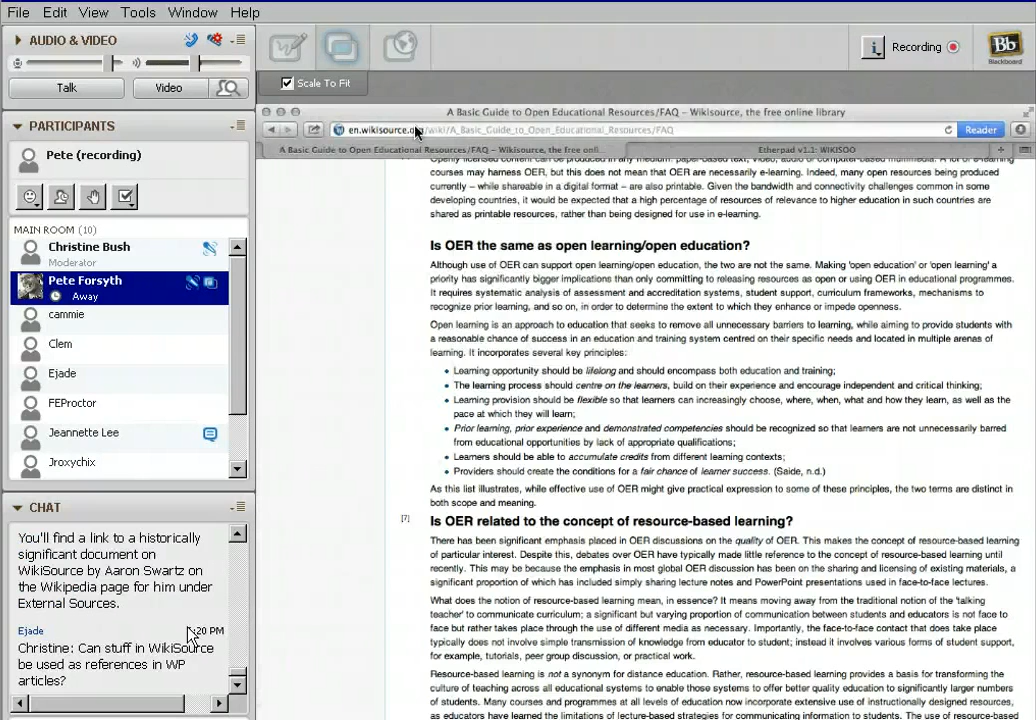 File Edit View Tools Window Help
AUDIO & VIDEO
Talk
Video
PARTICIPANTS
Pete (recording)
MAIN ROOM (10)
Christine Bush
Moderator
Pete Forsyth
Away
cammie
Clem
Ejade
FEProctor
Jeannette Lee
Jroxychix
CHAT
You'll find a link to a historically
significant document on
WikiSource by Aaron Swartz on
the Wikipedia page for him under
External Sources.
Ejade :20 PM
Christine: Can stuff in WikiSource
be used as references in WP
articles?
Recording
Bb
Blackboard
Scale To Fit
A Basic Guide to Open Educational Resources/FAQ – Wikisource, the free online library
en.wikisource.org/wiki/A_Basic_Guide_to_Open_Educational_Resources/FAQ
Reader
A Basic Guide to Open Educational Resources/FAQ – Wikisource, the free onli...
Etherpad v1.1: WIKISOO
Openly licensed content can be produced in any medium: paper-based text, video, audio or computer-based multimedia. A lot of e-learning
courses may harness OER, but this does not mean that OER are necessarily e-learning. Indeed, many open resources being produced
currently – while shareable in a digital format – are also printable. Given the bandwidth and connectivity challenges common in some
developing countries, it would be expected that a high percentage of resources of relevance to higher education in such countries are
shared as printable resources, rather than being designed for use in e-learning.
Is OER the same as open learning/open education?
Although use of OER can support open learning/open education, the two are not the same. Making 'open education' or 'open learning' a
priority has significantly bigger implications than only committing to releasing resources as open or using OER in educational programmes.
It requires systematic analysis of assessment and accreditation systems, student support, curriculum frameworks, mechanisms to
recognize prior learning, and so on, in order to determine the extent to which they enhance or impede openness.
Open learning is an approach to education that seeks to remove all unnecessary barriers to learning, while aiming to provide students with
a reasonable chance of success in an education and training system centred on their specific needs and located in multiple arenas of
learning. It incorporates several key principles:
• Learning opportunity should be lifelong and should encompass both education and training;
• The learning process should centre on the learners, build on their experience and encourage independent and critical thinking;
• Learning provision should be flexible so that learners can increasingly choose, where, when, what and how they learn, as well as the
pace at which they will learn;
• Prior learning, prior experience and demonstrated competencies should be recognized so that learners are not unnecessarily barred
from educational opportunities by lack of appropriate qualifications;
• Learners should be able to accumulate credits from different learning contexts;
• Providers should create the conditions for a fair chance of learner success. (Saide, n.d.)
As this list illustrates, while effective use of OER might give practical expression to some of these principles, the two terms are distinct in
both scope and meaning.
[7]
Is OER related to the concept of resource-based learning?
There has been significant emphasis placed in OER discussions on the quality of OER. This makes the concept of resource-based learning
of particular interest. Despite this, debates over OER have typically made little reference to the concept of resource-based learning until
recently. This may be because the emphasis in most global OER discussion has been on the sharing and licensing of existing materials, a
significant proportion of which has included simply sharing lecture notes and PowerPoint presentations used in face-to-face lectures.
What does the notion of resource-based learning mean, in essence? It means moving away from the traditional notion of the 'talking
teacher' to communicate curriculum; a significant but varying proportion of communication between students and educators is not face to
face but rather takes place through the use of different media as necessary. Importantly, the face-to-face contact that does take place
typically does not involve simple transmission of knowledge from educator to student; instead it involves various forms of student support,
for example, tutorials, peer group discussion, or practical work.
Resource-based learning is not a synonym for distance education. Rather, resource-based learning provides a basis for transforming the
culture of teaching across all educational systems to enable those systems to offer better quality education to significantly larger numbers
of students. Many courses and programmes at all levels of education now incorporate extensive use of instructionally designed resources,
as educators have learned the limitations of lecture-based strategies for communicating information to students. The use of resource-based